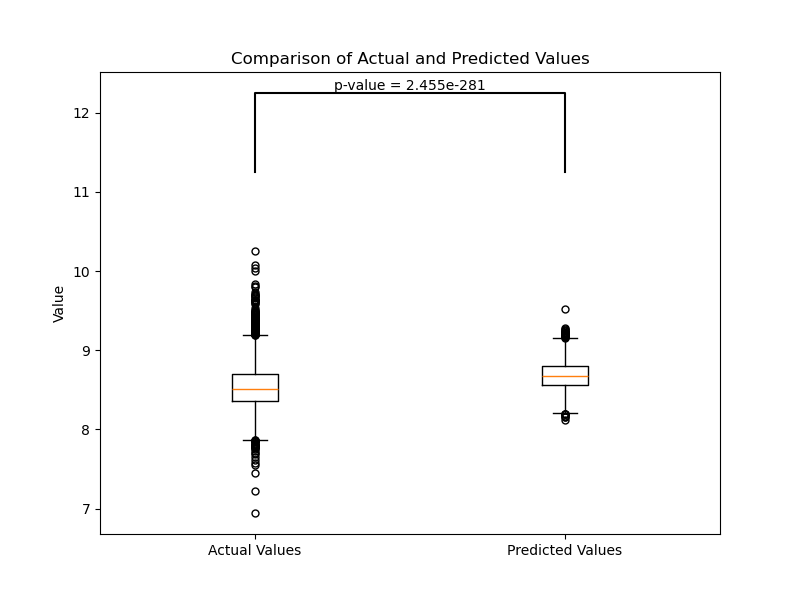 Comparison of Actual and Predicted Values
p-value = 2.455e-281
12
11
10
9
8
7
Value
Actual Values
Predicted Values